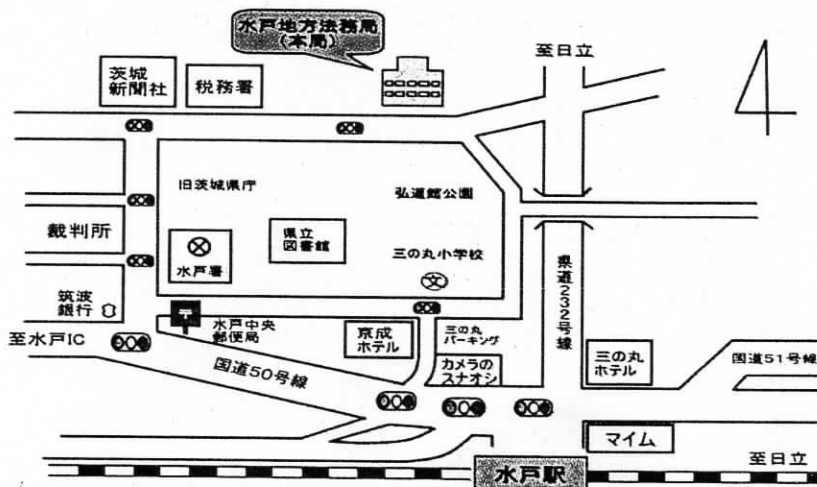 水戸地方法務局
(本局)
至日立
茨城
新聞社
税務署
旧茨城県庁
弘道館公園
裁判所
県立
図書館
水戸署
三の丸小学校
文
県道232号線
筑波
銀行
水戸中央
郵便局
京成
ホテル
三の丸
パーキング
至水戸IC
国道50号線
カメラの
スナオシ
三の丸
ホテル
国道51号線
マイム
至日立
水戸駅